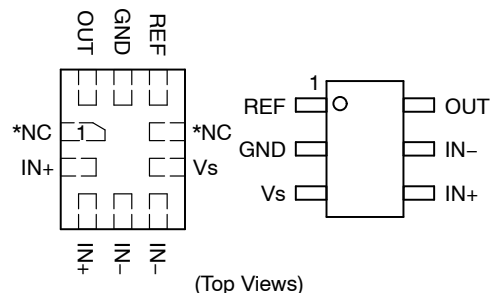 OUT GND REF
*NC 1 *NC
IN+ Vs
IN+ IN− IN−
1
REF OUT
GND IN−
Vs IN+
(Top Views)